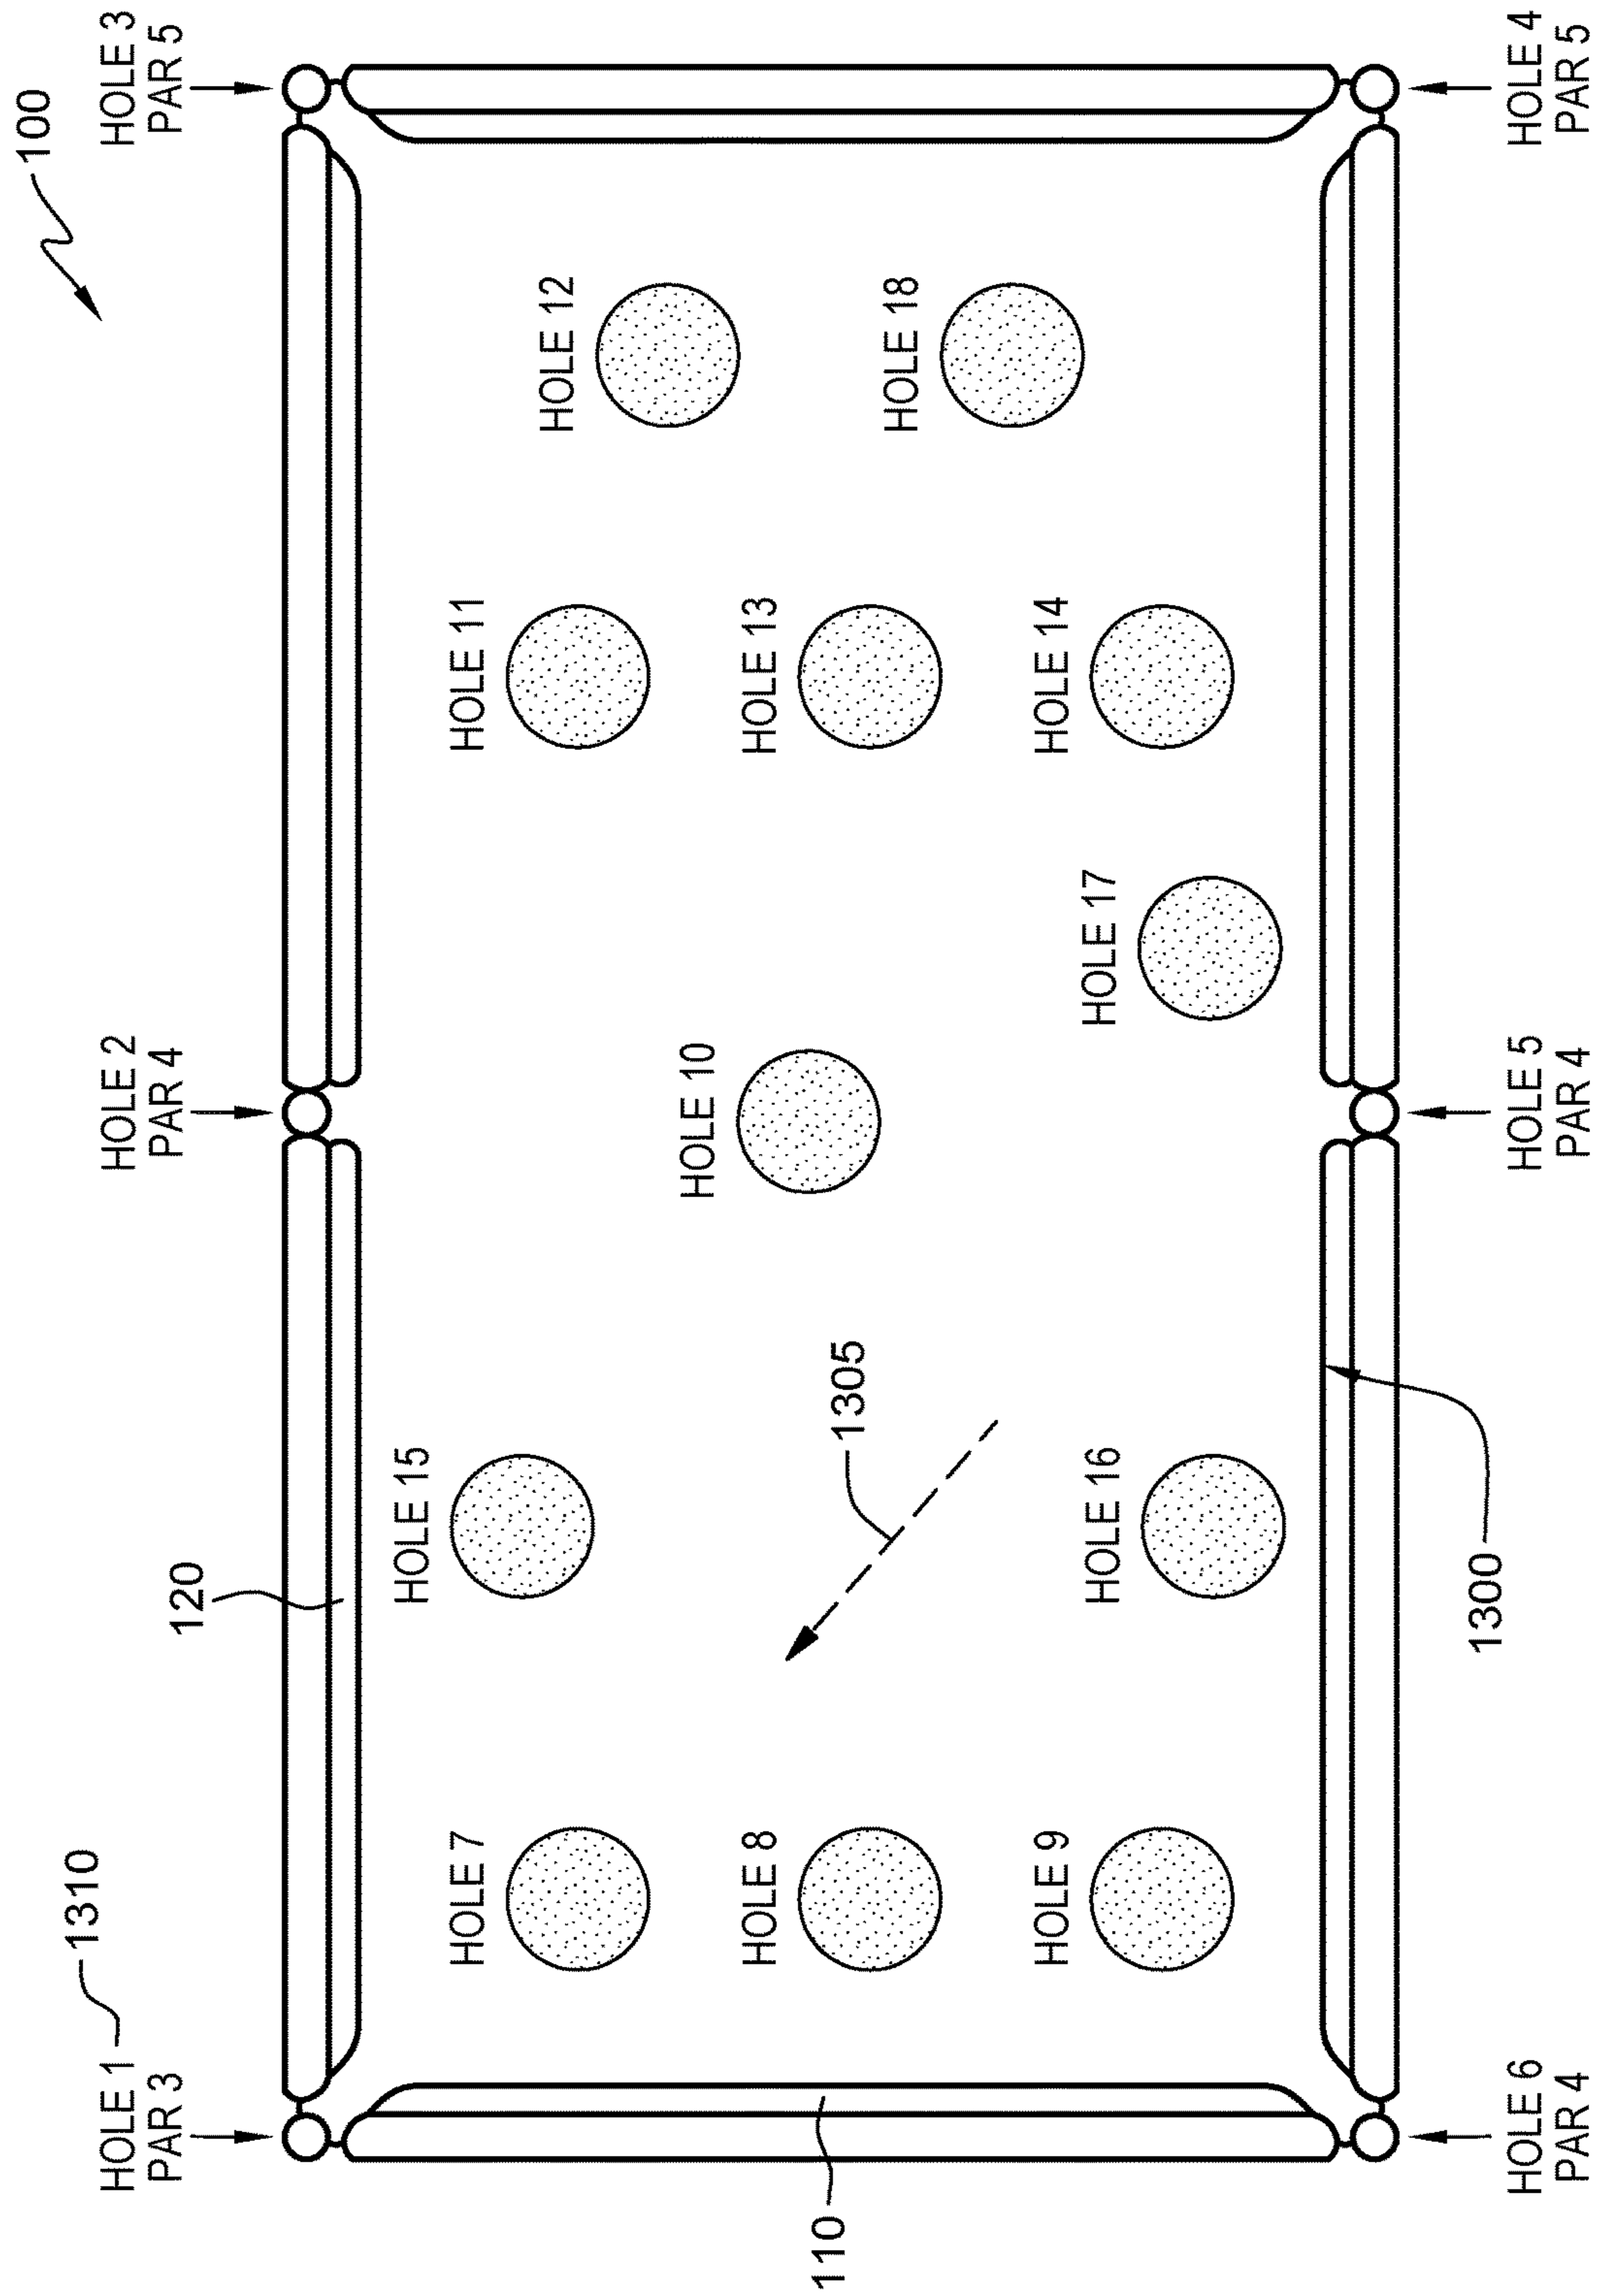 100
1310
HOLE 1
PAR 3
HOLE 2
PAR 4
HOLE 3
PAR 5
120
HOLE 15
HOLE 7
HOLE 11
HOLE 12
HOLE 10
HOLE 8
HOLE 13
110
1305
HOLE 18
HOLE 9
HOLE 14
HOLE 17
HOLE 16
1300
HOLE 6
PAR 4
HOLE 5
PAR 4
HOLE 4
PAR 5